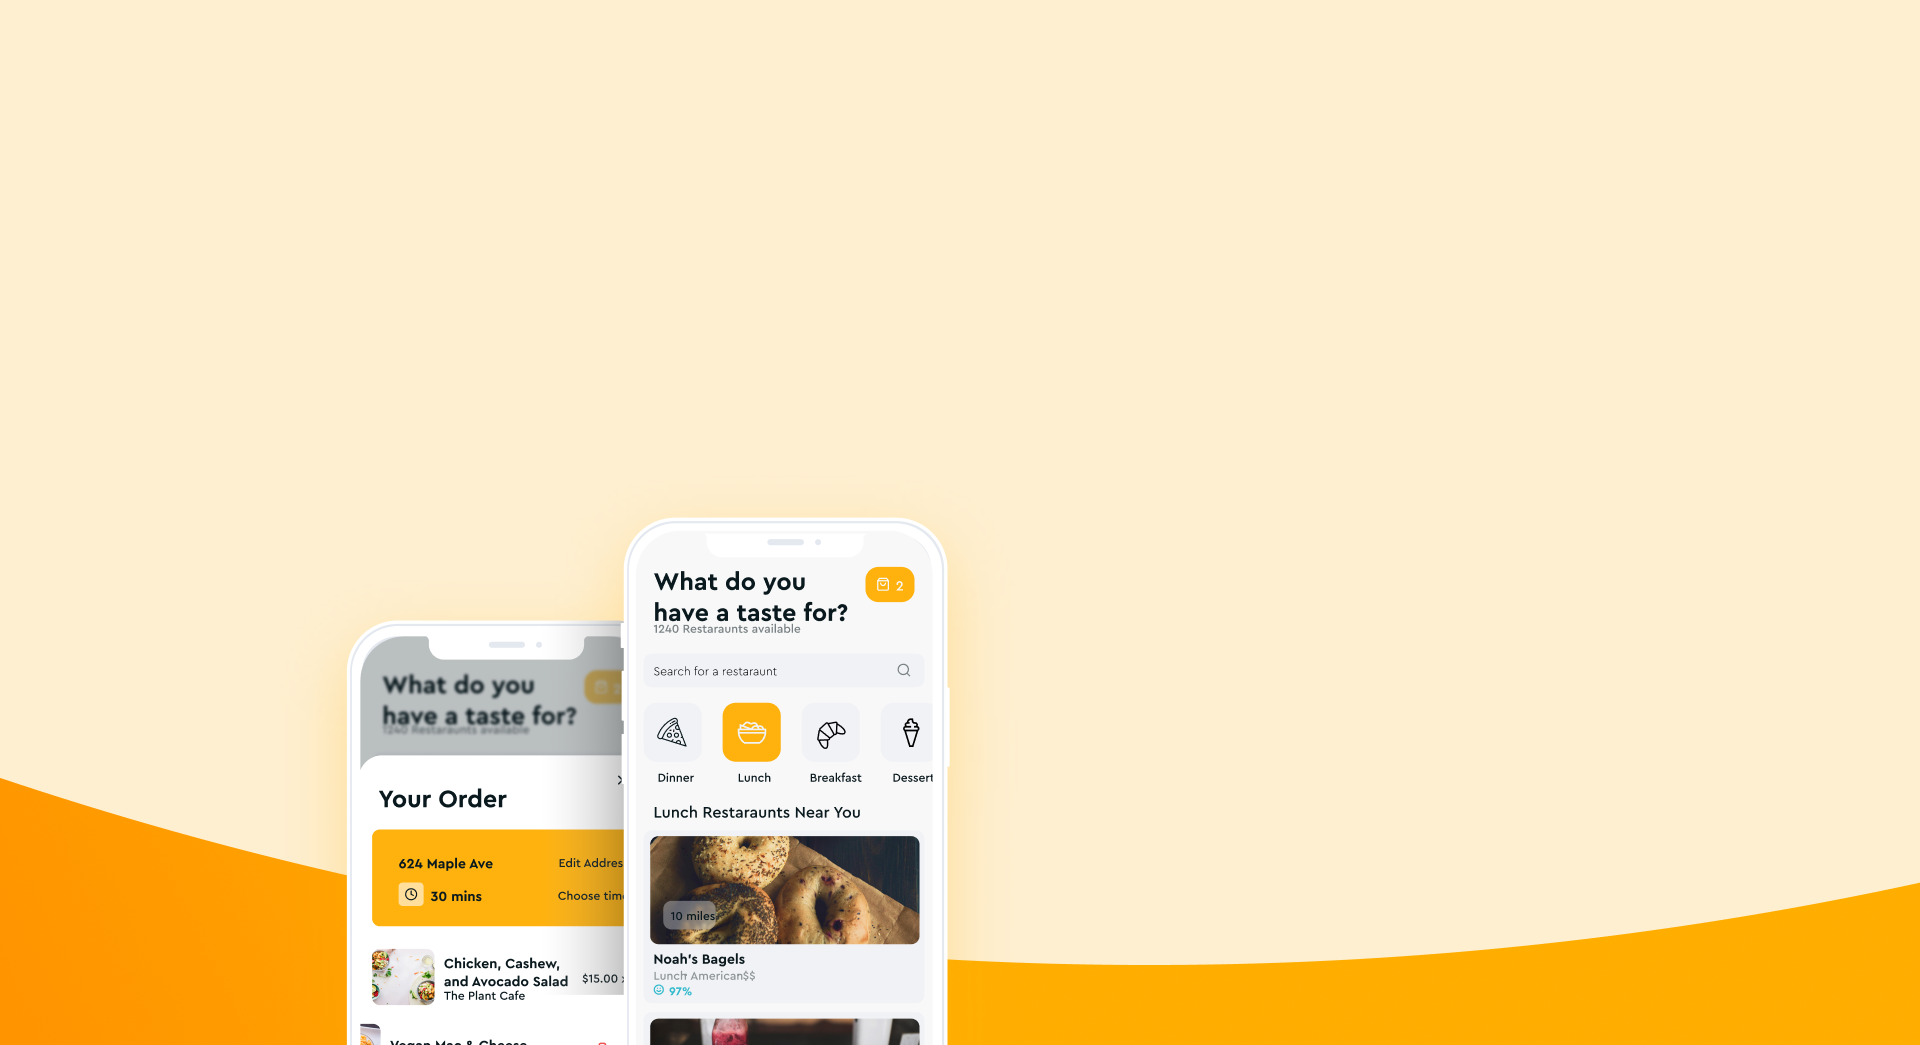 What do you
have a taste for?
1240 Restaraunts available
2
Search for a restaraunt
Dinner
Lunch
Breakfast
Dessert
Lunch Restaraunts Near You
10 miles
Noah's Bagels
Lunch American$$
97%
What do you
have a taste for?
1240 Restaraunts available
Your Order
624 Maple Ave
Edit Addres
30 mins
Choose time
Chicken, Cashew,
and Avocado Salad
$15.00
The Plant Cafe
Vegan Mac & Cheese